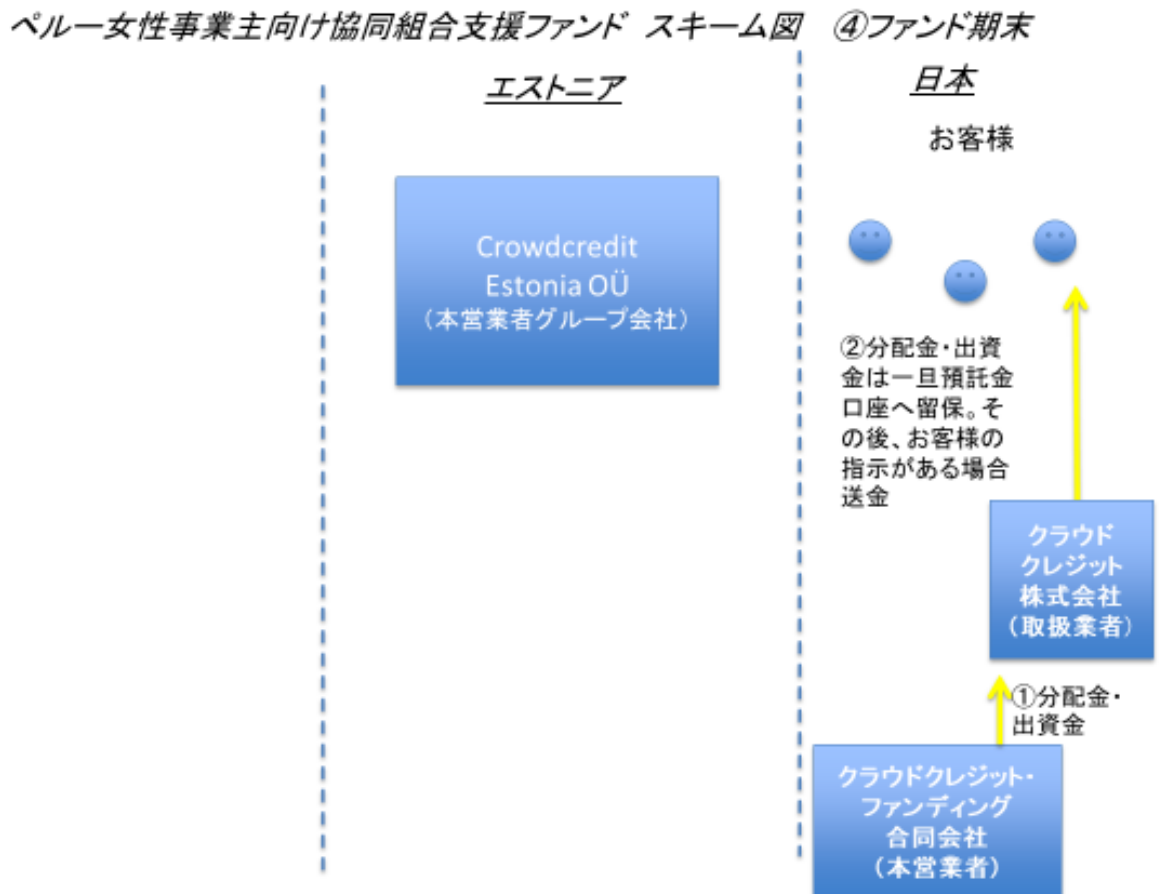 ペルー女性事業主向け協同組合支援ファンド スキーム図 ④ファンド期末
エストニア
日本
お客様
Crowdcredit
Estonia OÜ
（本営業者グループ会社）
②分配金・出資
金は一旦預託金
口座へ留保。そ
の後、お客様の
指示がある場合
送金
クラウド
クレジット
株式会社
（取扱業者）
①分配金・
出資金
クラウドクレジット・
ファンディング
合同会社
（本営業者）